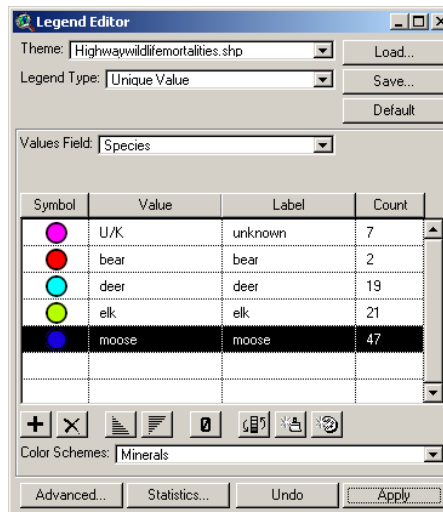 Legend Editor
Theme: Highwaywildlifemortalities.shp
Load...
Legend Type: Unique Value
Save...
Default
Values Field: Species
Symbol Value Label Count
U/K unknown 7
bear bear 2
deer deer 19
elk elk 21
moose moose 47
0
Color Schemes: Minerals
Advanced... Statistics... Undo Apply